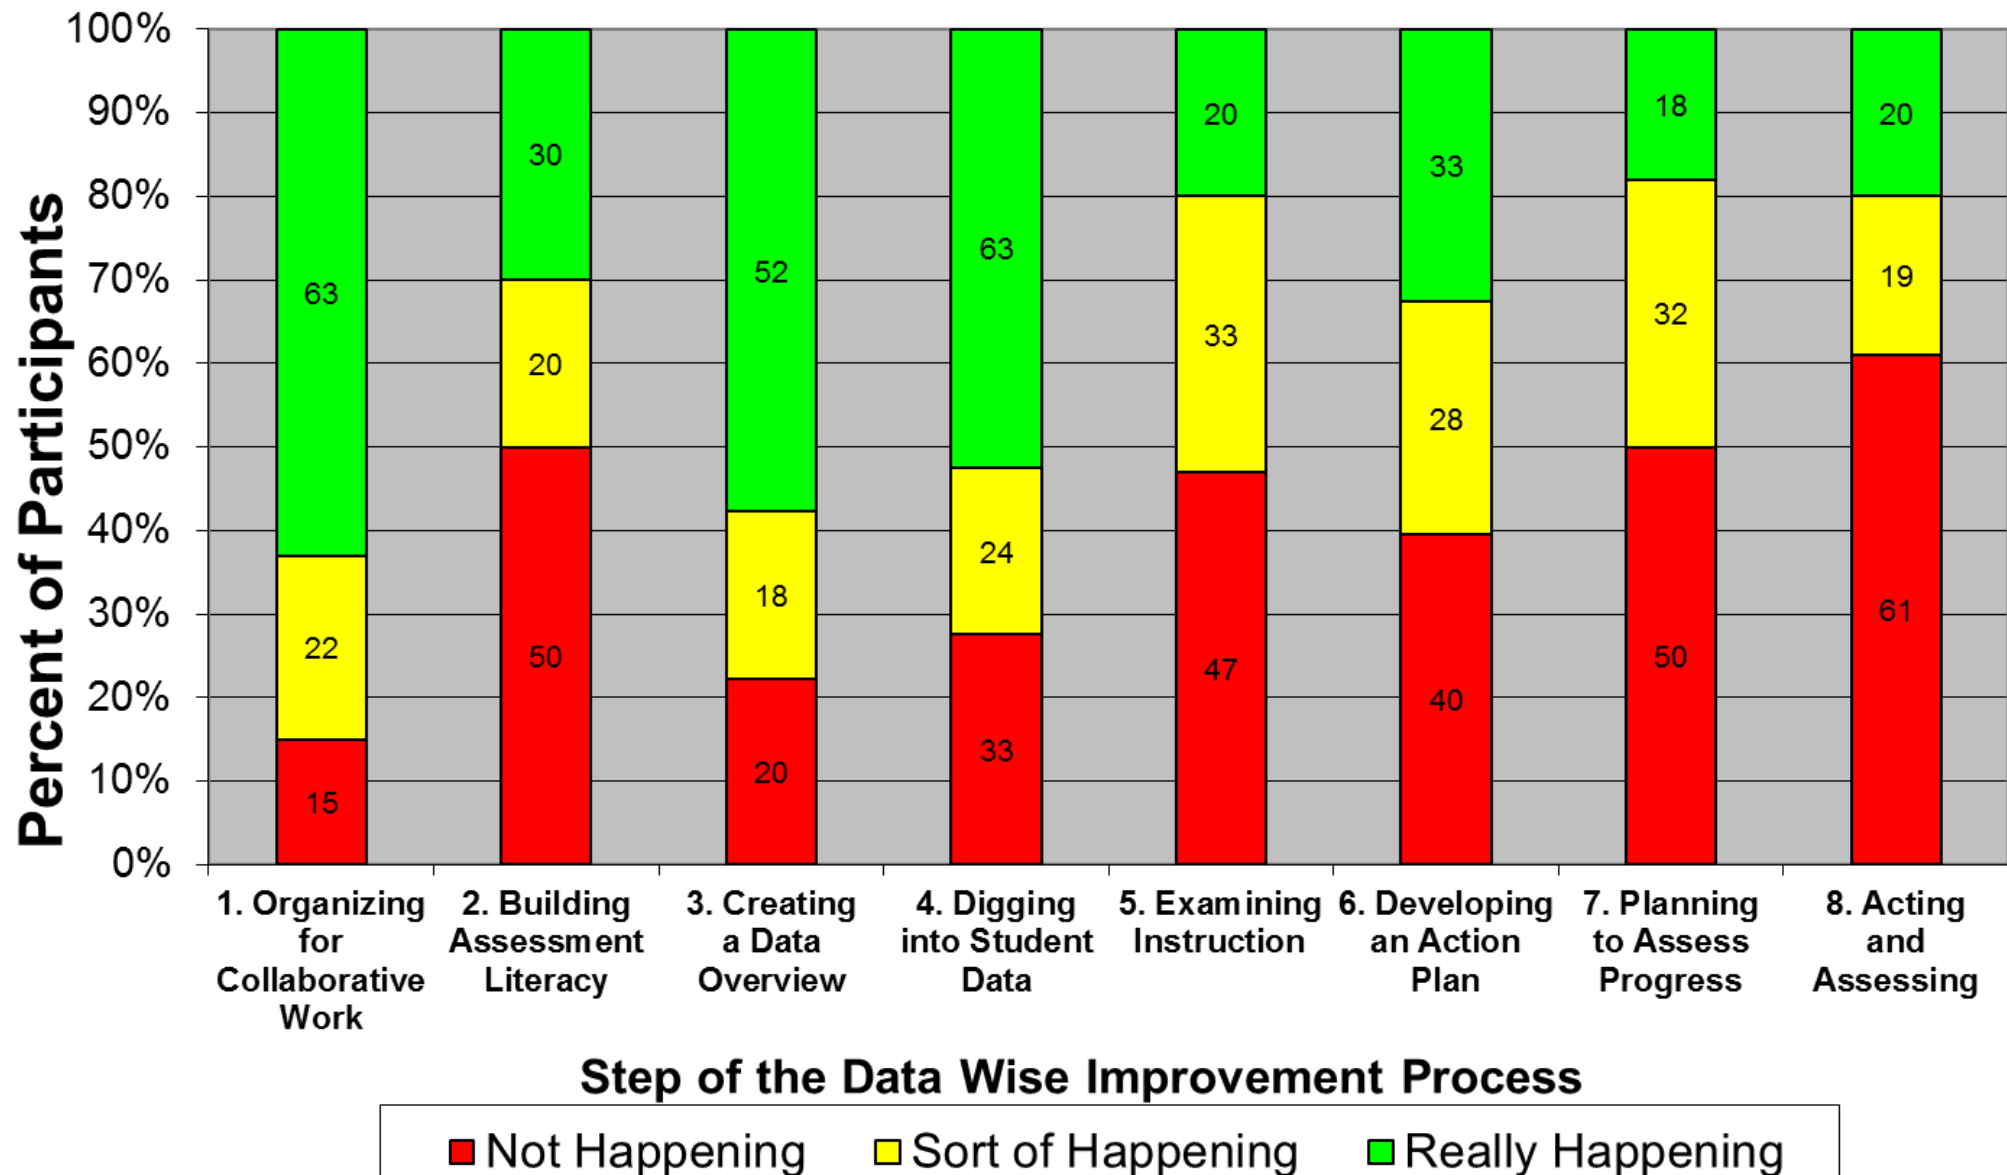 Percent of Participants
100%
90%
80%
70%
60%
50%
40%
30%
20%
10%
0%
63
22
15
30
20
50
52
18
20
63
24
33
20
33
47
33
28
40
18
32
50
20
19
61
1. Organizing
for
Collaborative
Work
2. Building
Assessment
Literacy
3. Creating
a Data
Overview
4. Digging
into Student
Data
5. Examining
Instruction
6. Developing
an Action
Plan
7. Planning
to Assess
Progress
8. Acting
and
Assessing
Step of the Data Wise Improvement Process
Not Happening
Sort of Happening
Really Happening